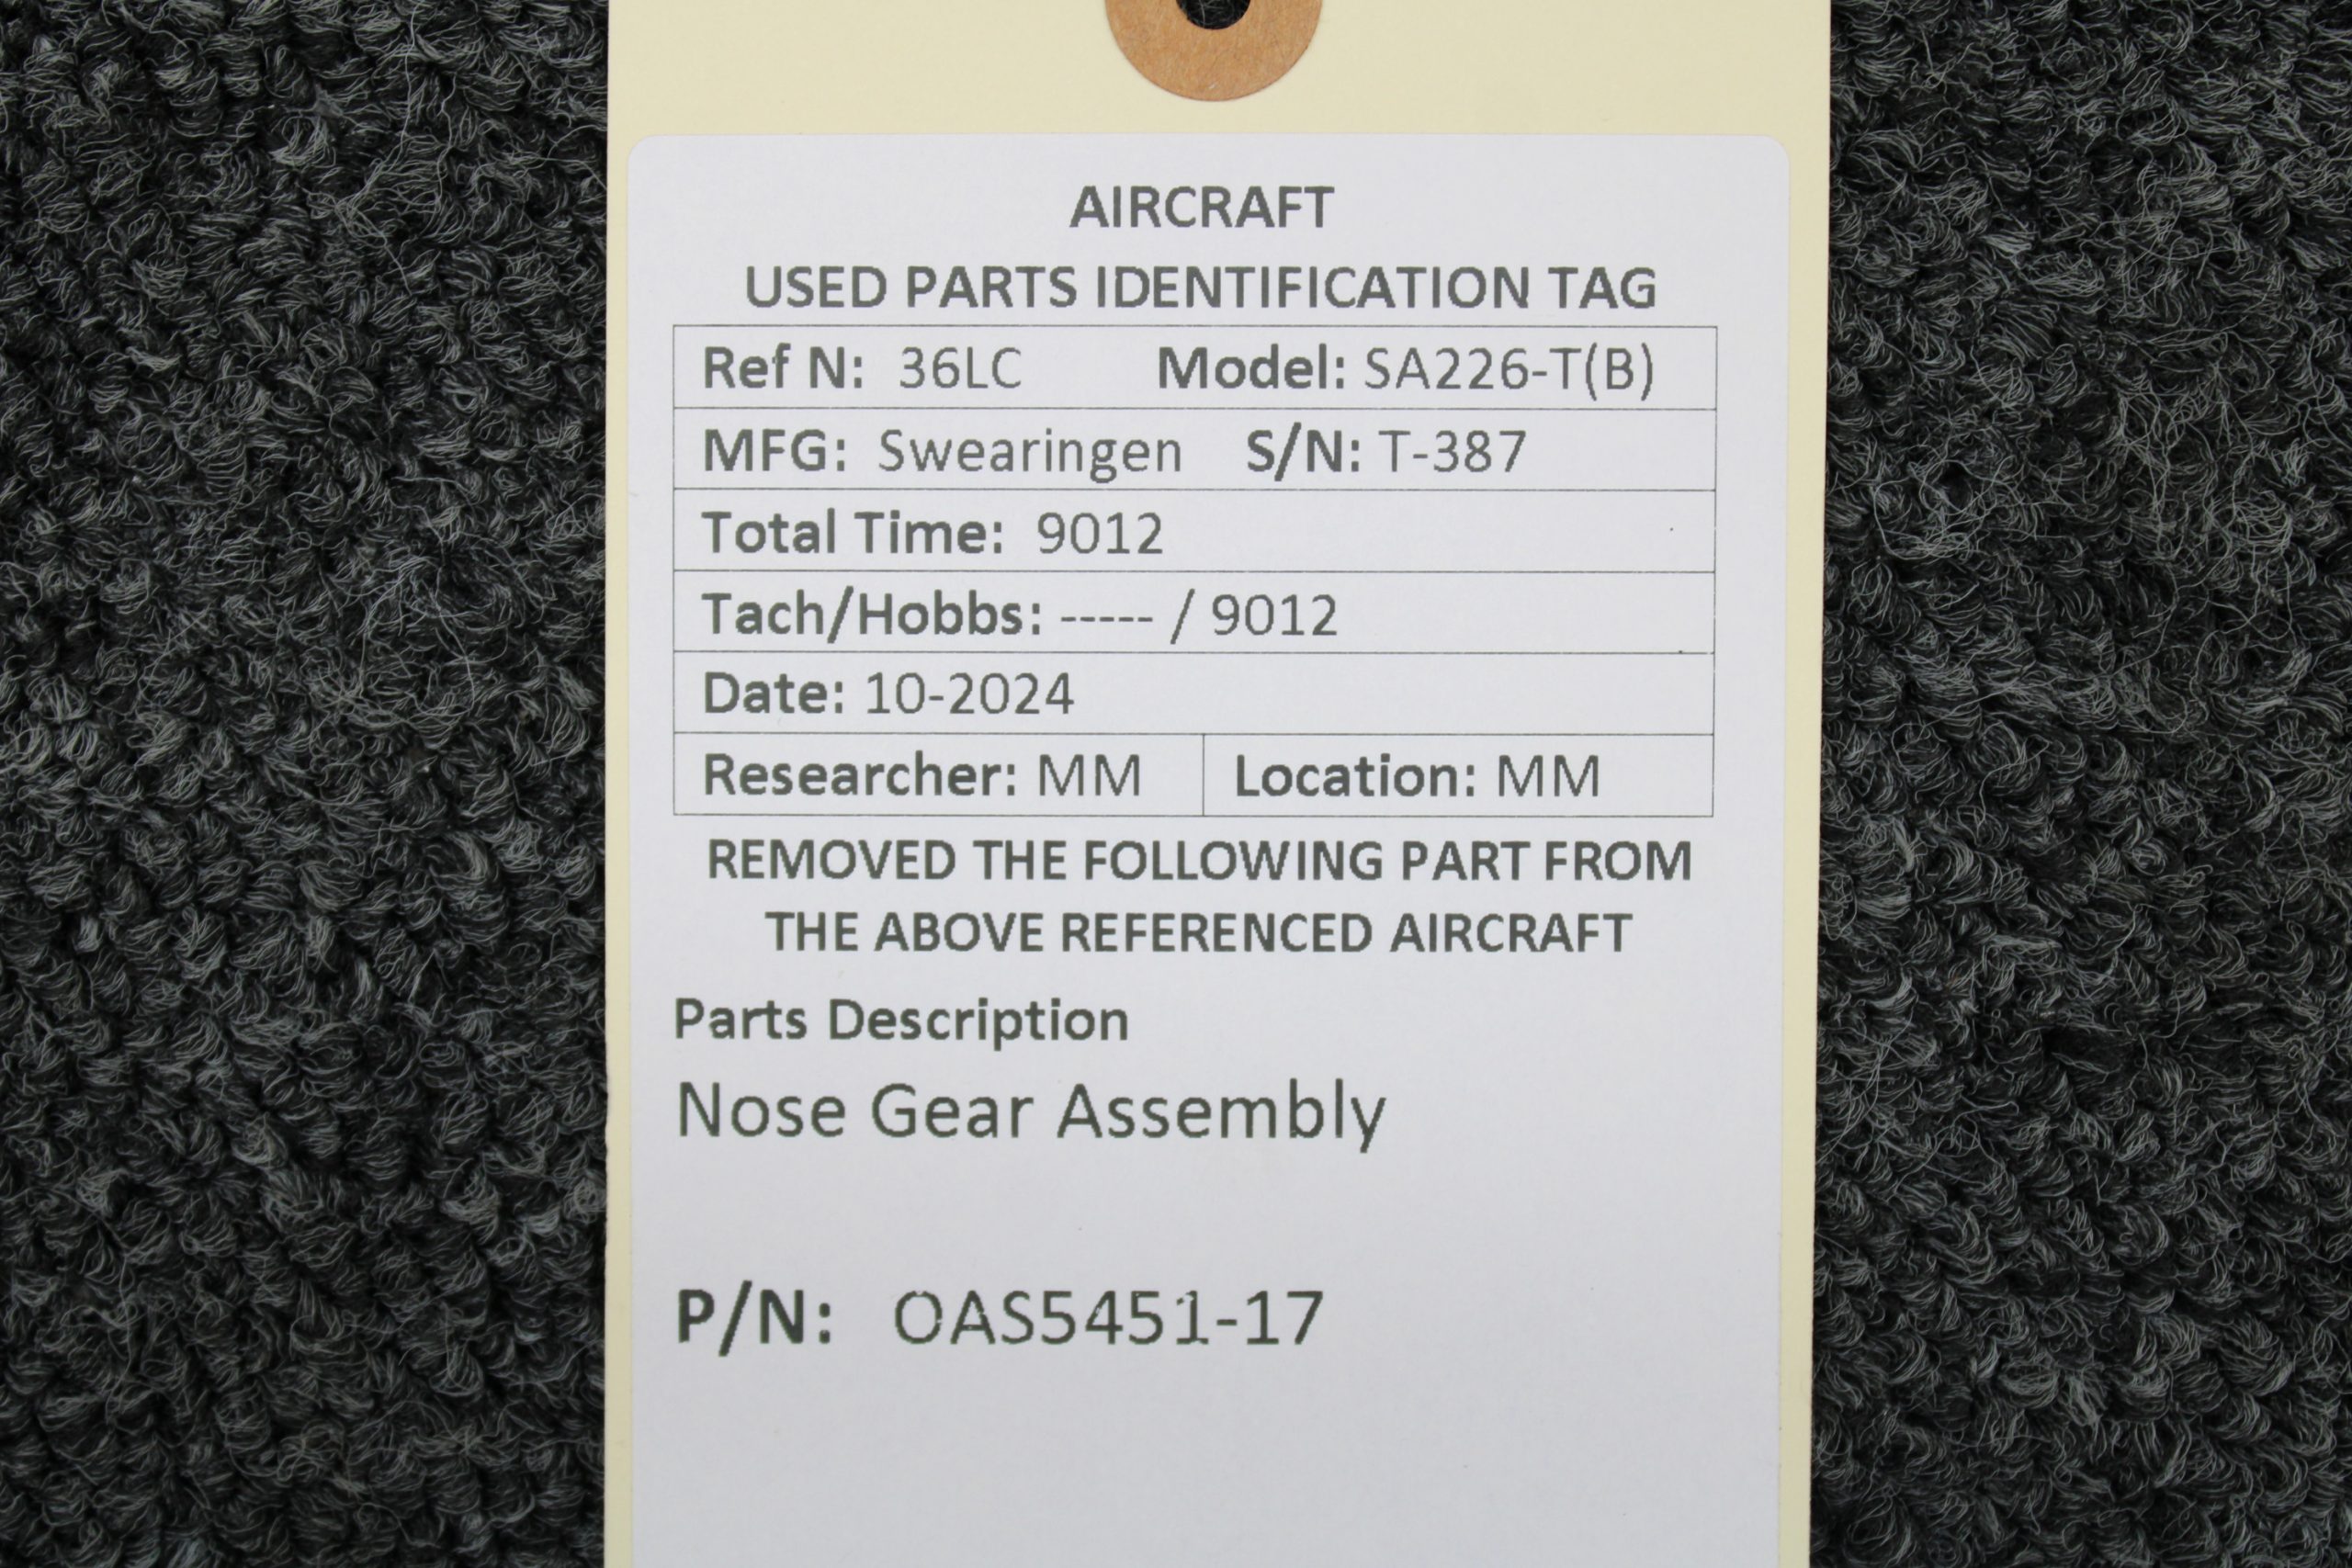 AIRCRAFT
USED PARTS IDENTIFICATION TAG
Ref N: 36LC Model: SA226-T(B)
MFG: Swearingen S/N: T-387
Total Time: 9012
Tach/Hobbs: ----- / 9012
Date: 10-2024
Researcher: MM Location: MM
REMOVED THE FOLLOWING PART FROM
THE ABOVE REFERENCED AIRCRAFT
Parts Description
Nose Gear Assembly
P/N: OAS5451-17